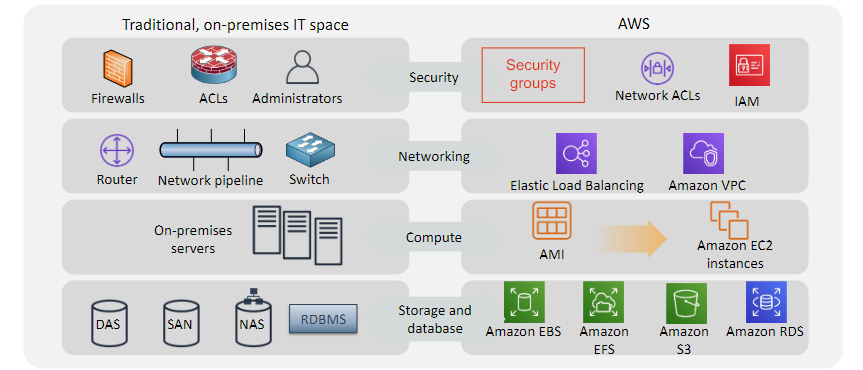 Traditional, on-premises IT space
AWS
Firewalls
ACLs
Administrators
Security
Security
groups
Network ACLs
IAM
Router
Network pipeline
Switch
Networking
Elastic Load Balancing
Amazon VPC
On-premises
servers
Compute
AMI
Amazon EC2
instances
DAS
SAN
NAS
RDBMS
Storage and
database
Amazon EBS
Amazon
EFS
Amazon
S3
Amazon RDS